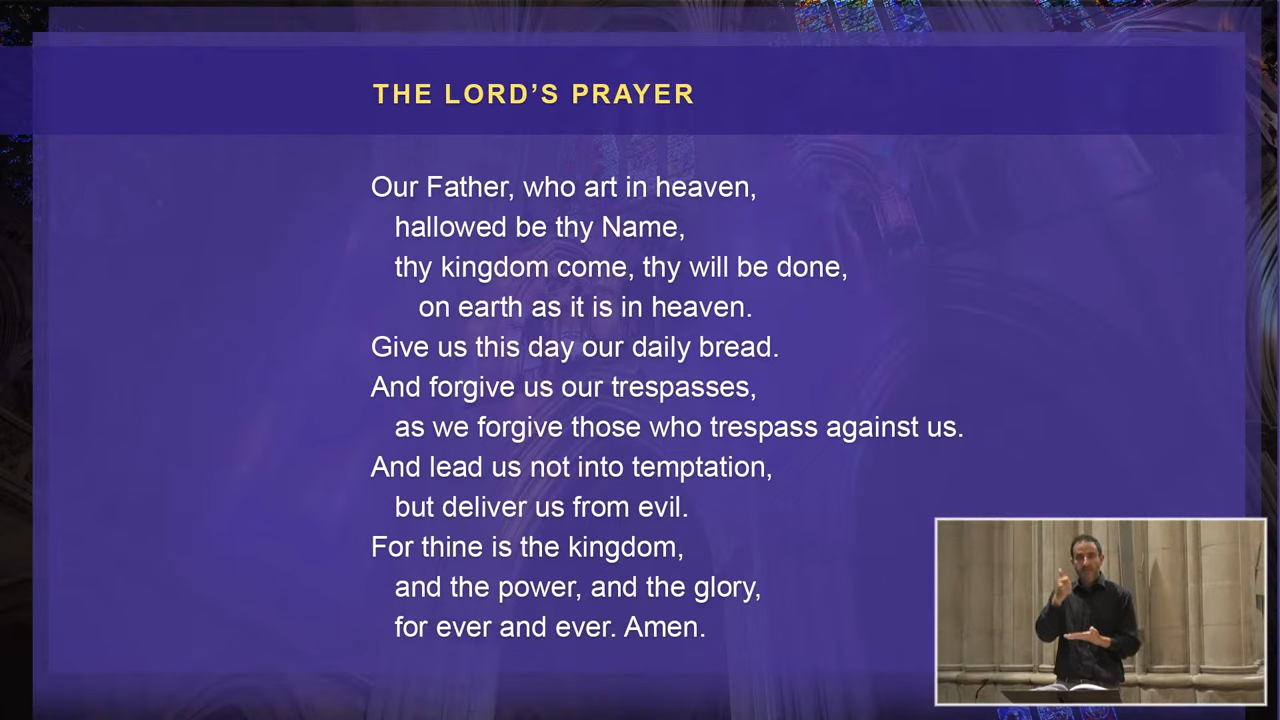 THE LORD’S PRAYER
Our Father, who art in heaven,
hallowed be thy Name,
thy kingdom come, thy will be done,
on earth as it is in heaven.
Give us this day our daily bread.
And forgive us our trespasses,
as we forgive those who trespass against us.
And lead us not into temptation,
but deliver us from evil.
For thine is the kingdom,
and the power, and the glory,
for ever and ever. Amen.